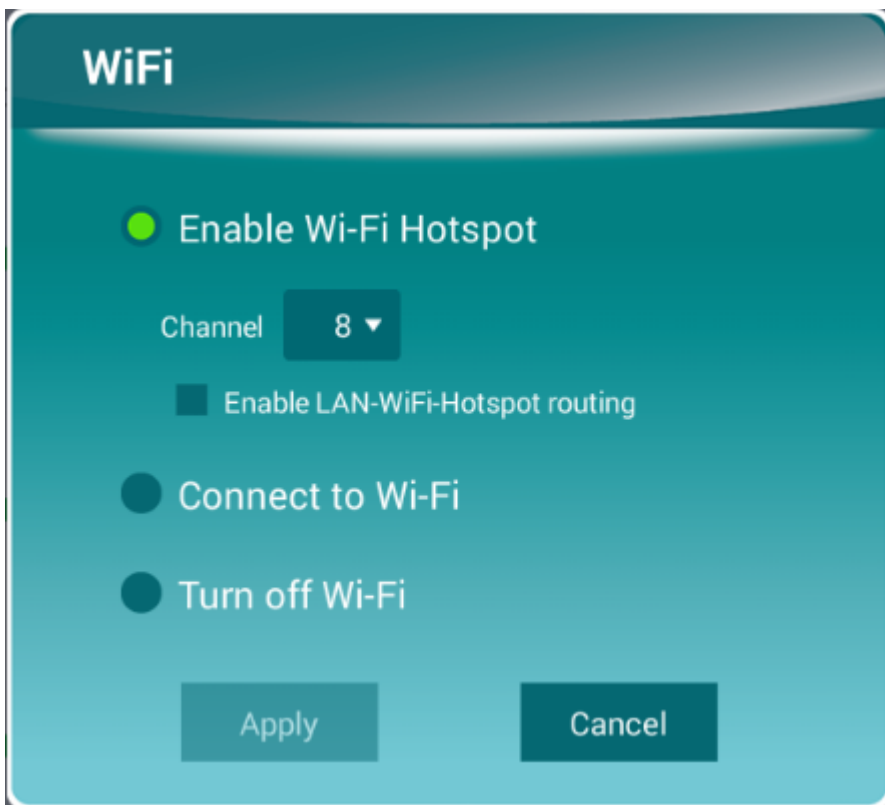 WiFi
Enable Wi-Fi Hotspot
Channel 8
Enable LAN-WiFi-Hotspot routing
Connect to Wi-Fi
Turn off Wi-Fi
Apply Cancel